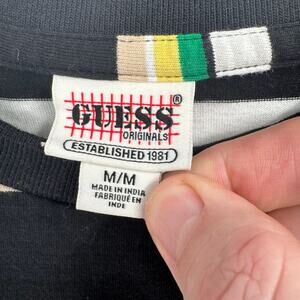 GUESS®
ORIGINALS
ESTABLISHED 1981
M/M
MADE IN INDIA
FABRIQUÉ EN
INDE